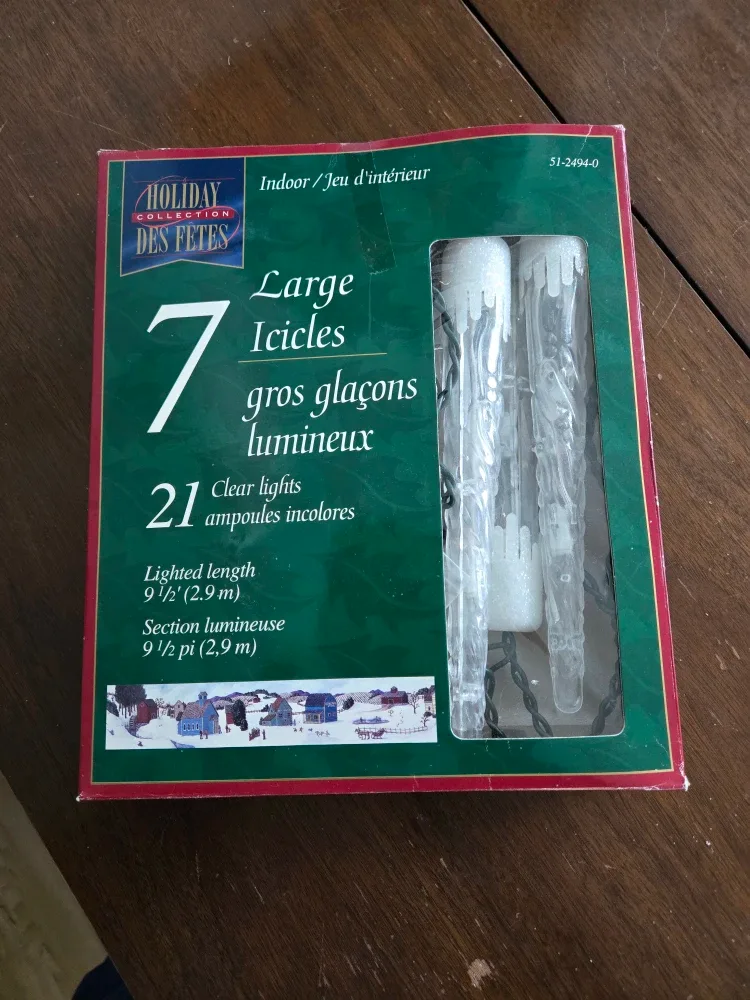 HOLIDAY
COLLECTION
DES FÊTES
Indoor / Jeu d'intérieur
51-2494-0
7
Large
Icicles
gros glaçons
lumineux
21
Clear lights
ampoules incolores
Lighted length
9 1/2' (2.9 m)
Section lumineuse
9 1/2 pi (2,9 m)